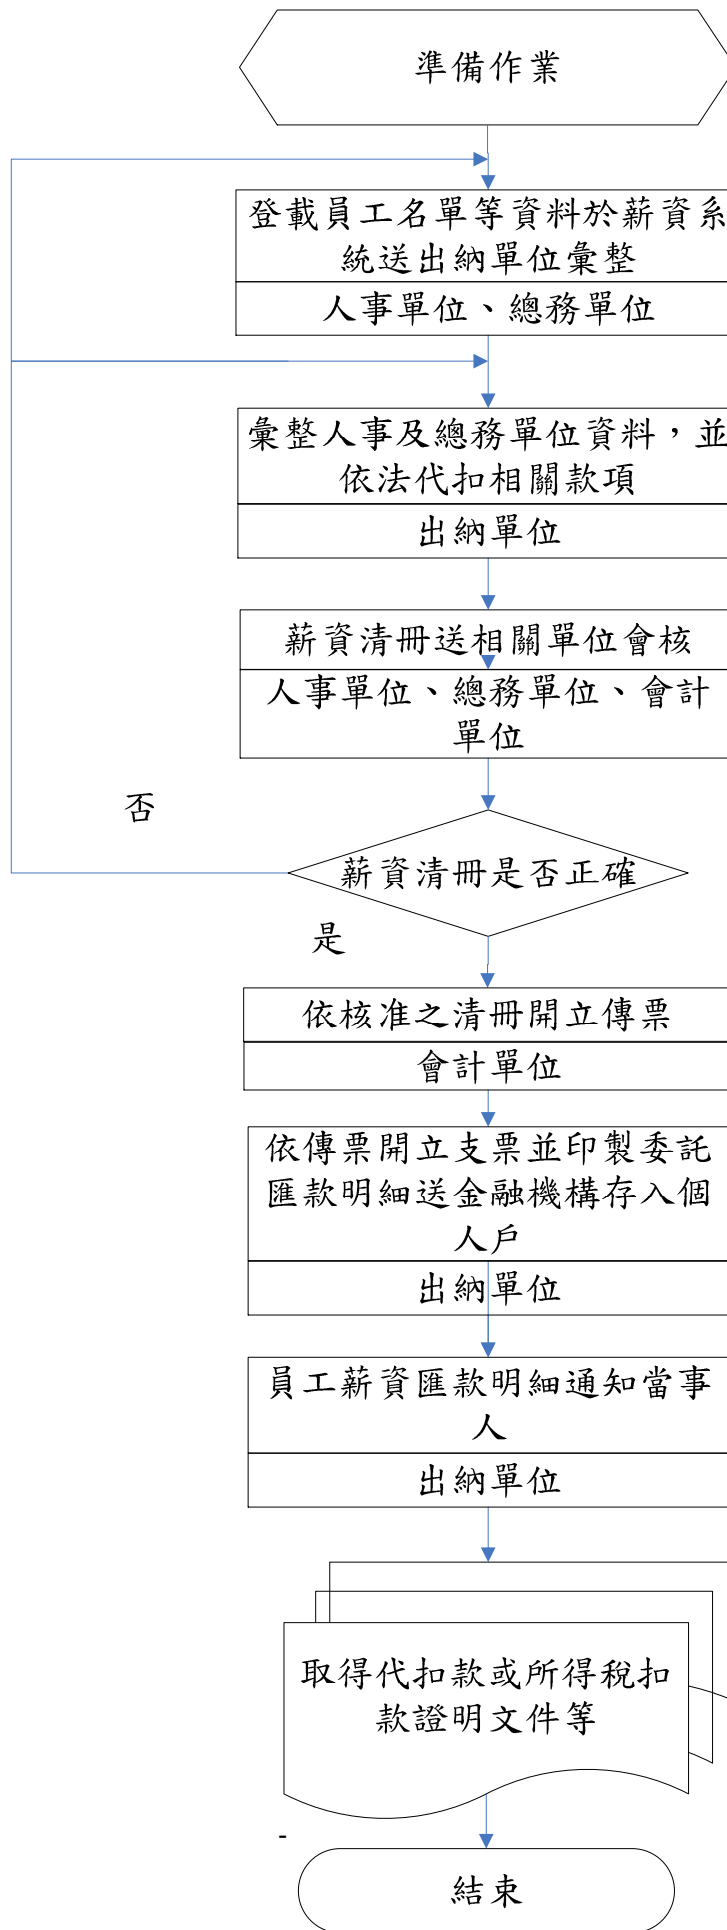 準備作業
登載員工名單等資料於薪資系
統送出納單位彙整
人事單位、總務單位
彙整人事及總務單位資料，並
依法代扣相關款項
出納單位
薪資清冊送相關單位會核
人事單位、總務單位、會計
單位
否
薪資清冊是否正確
是
依核准之清冊開立傳票
會計單位
依傳票開立支票並印製委託
匯款明細送金融機構存入個
人戶
出納單位
員工薪資匯款明細通知當事
人
出納單位
取得代扣款或所得稅扣
款證明文件等
-
結束